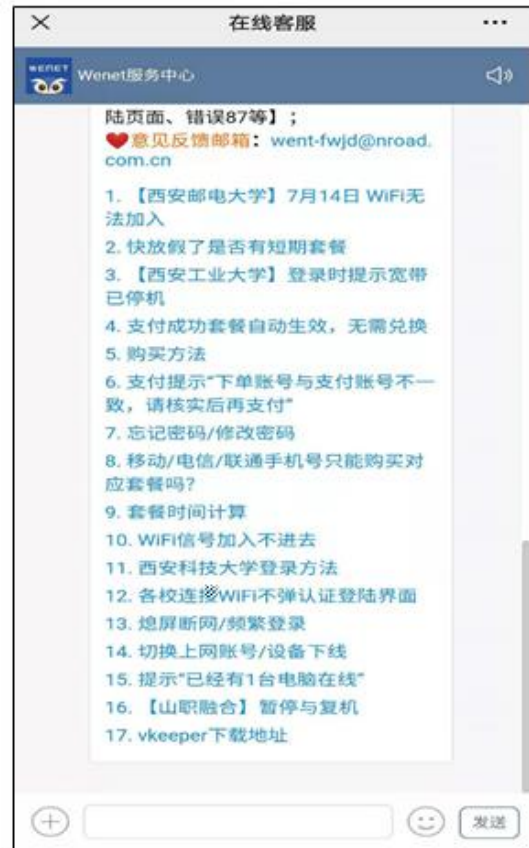 在线客服
WENET
Wenet服务中心
陆页面、错误87等】；
意见反馈邮箱：went-fwjd@nroad.
com.cn
1. 【西安邮电大学】7月14日 WiFi无
法加入
2. 快放假了是否有短期套餐
3. 【西安工业大学】登录时提示宽带
已停机
4. 支付成功套餐自动生效，无需兑换
5. 购买方法
6. 支付提示“下单账号与支付账号不一
致，请核实后再支付”
7. 忘记密码/修改密码
8. 移动/电信/联通手机号只能购买对
应套餐吗？
9. 套餐时间计算
10. WiFi信号加入不进去
11. 西安科技大学登录方法
12. 各校连接WiFi不弹认证登陆界面
13. 熄屏断网/频繁登录
14. 切换上网账号/设备下线
15. 提示“已经有1台电脑在线”
16. 【山职融合】暂停与复机
17. vkeeper下载地址
发送